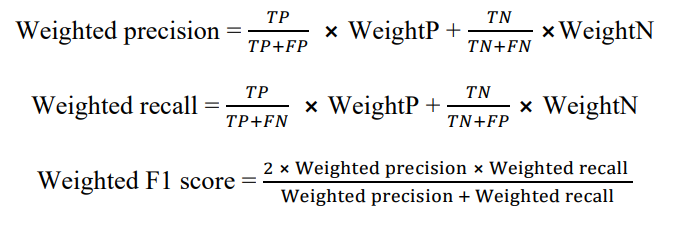 Weighted precision = TP/TP+FP × WeightP + TN/TN+FN × WeightN
Weighted recall = TP/TP+FN × WeightP + TN/TN+FP × WeightN
Weighted F1 score = 2 × Weighted precision × Weighted recall/Weighted precision + Weighted recall